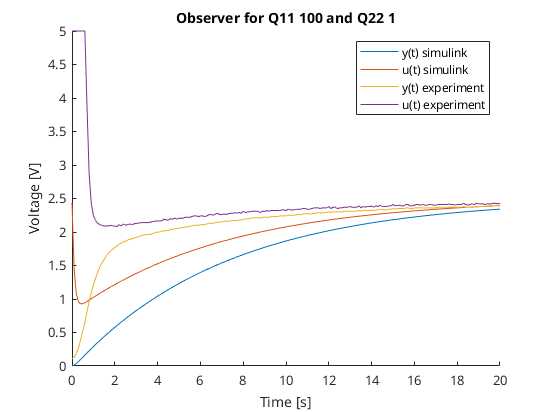 Observer for Q11 100 and Q22 1
5
4.5
4
3.5
3
2.5
2
1.5
1
0.5
0
Voltage [V]
y(t) simulink
u(t) simulink
y(t) experiment
u(t) experiment
0 2 4 6 8 10 12 14 16 18 20
Time [s]